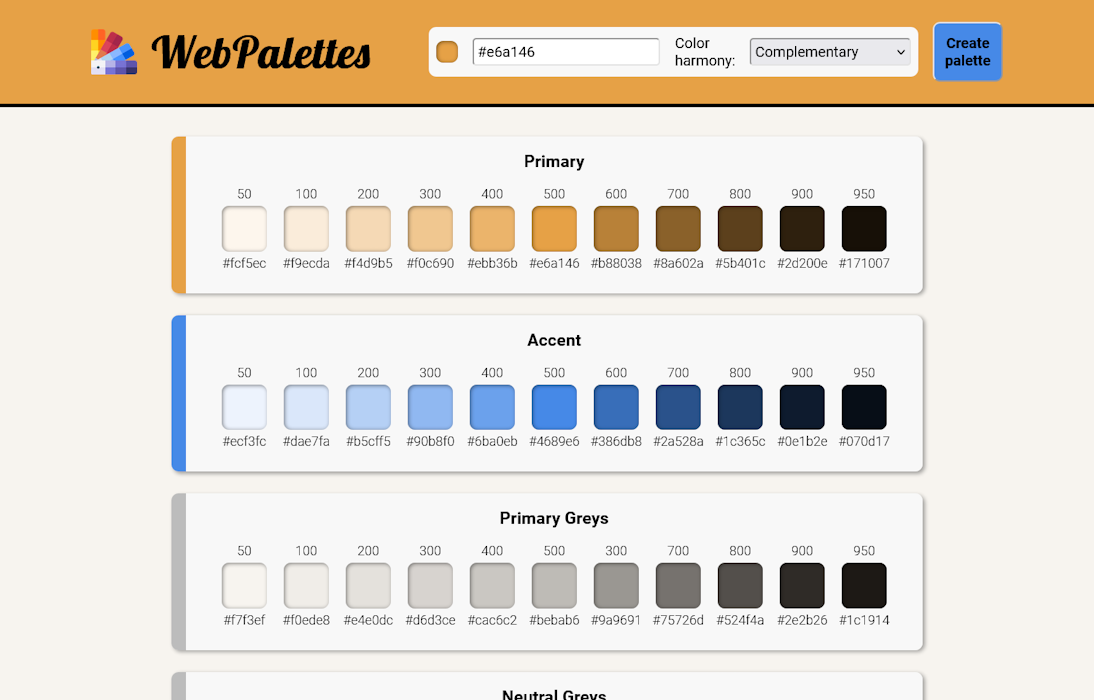 WebPalettes
#e6a146
Color
harmony:
Complementary
Create
palette
Primary
50 100 200 300 400 500 600 700 800 900 950
#fcf5ec #f9ecda #f4d9b5 #f0c690 #ebb36b #e6a146 #b88038 #8a602a #5b401c #2d200e #171007
Accent
50 100 200 300 400 500 600 700 800 900 950
#ecf3fc #dae7fa #b5cff5 #90b8f0 #6ba0eb #4689e6 #386db8 #2a528a #1c365c #0e1b2e #070d17
Primary Greys
50 100 200 300 400 500 300 700 800 900 950
#f7f3ef #f0ede8 #e4e0dc #d6d3ce #cac6c2 #bebab6 #9a9691 #75726d #524f4a #2e2b26 #1c1914
Neutral Greys